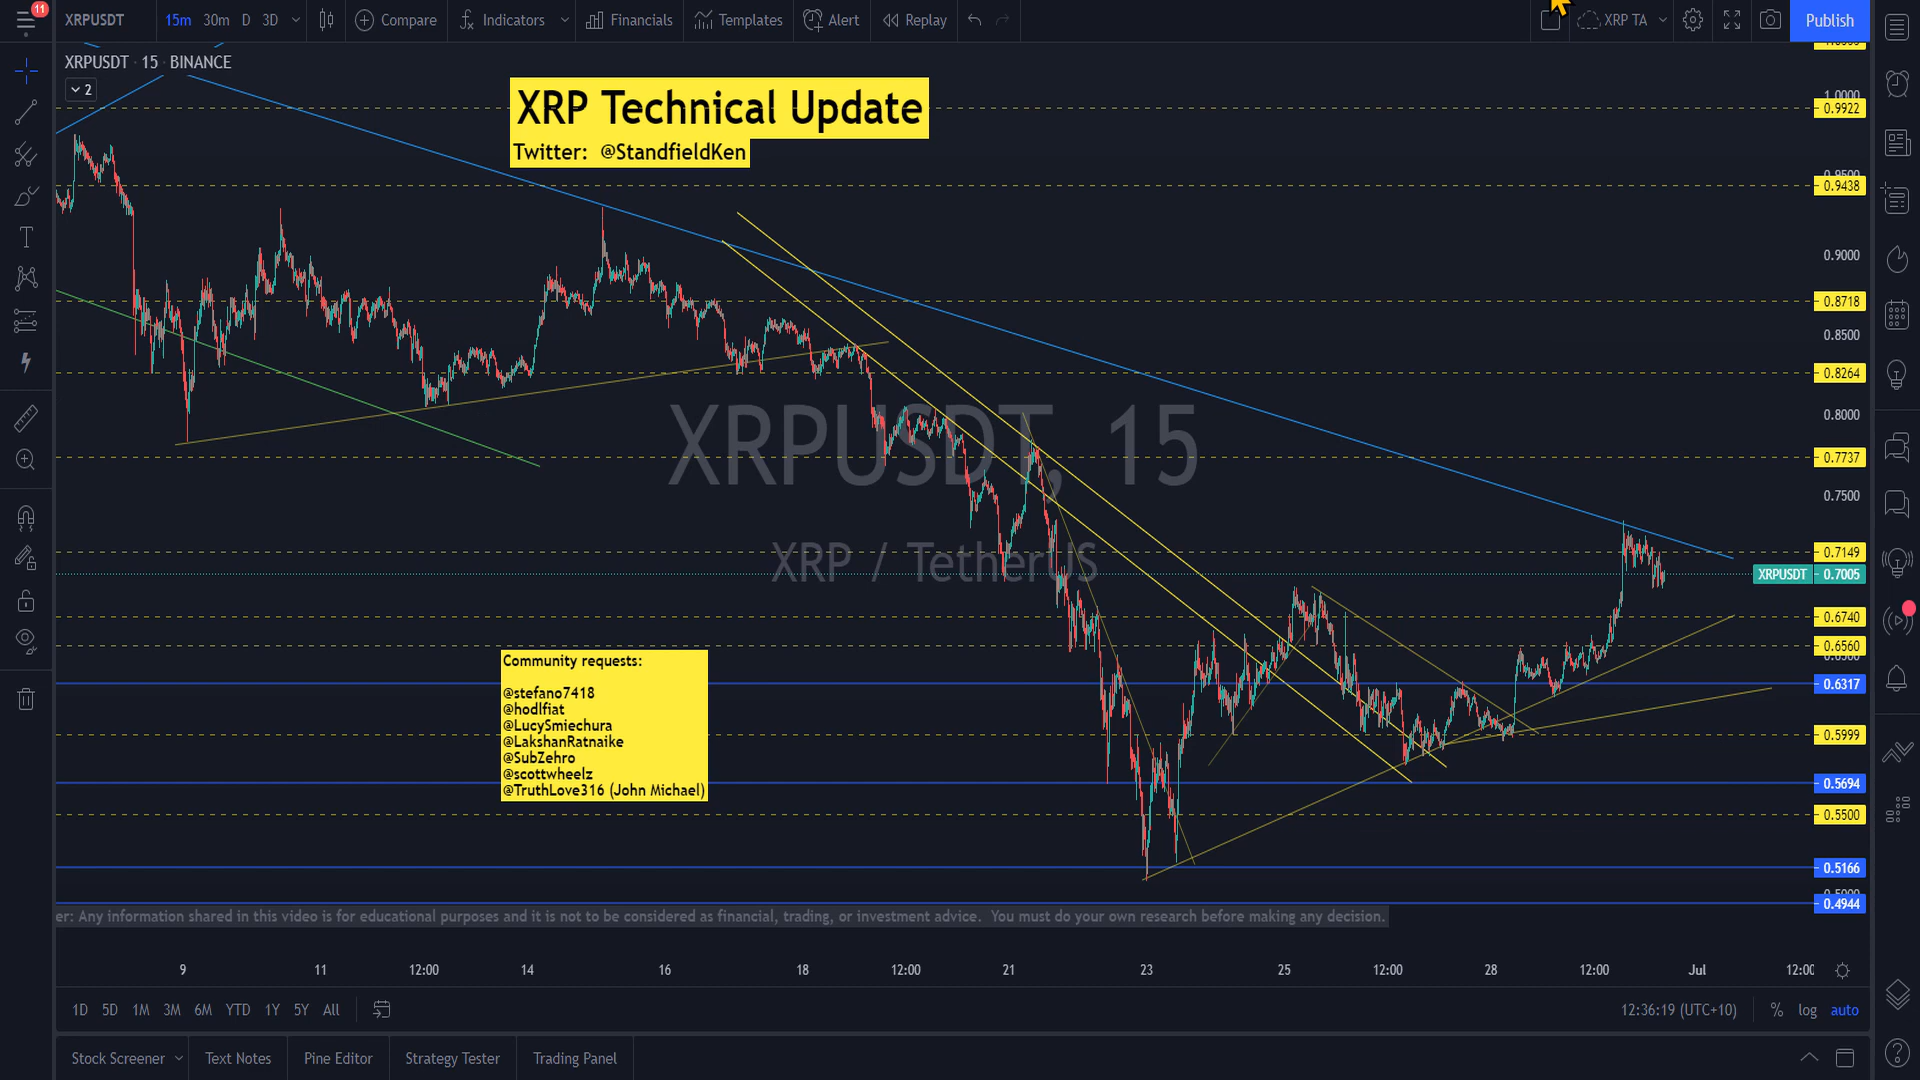 11
XRPUSDT 15m 30m D 3D Compare Indicators Financials Templates Alert Replay XRP TA Publish
XRPUSDT · 15 · BINANCE
2
XRP Technical Update
Twitter: @StandfieldKen
1.0000
0.9922
0.9438
0.9000
0.8718
0.8500
0.8264
0.8000
0.7737
0.7500
0.7149
XRPUSDT 0.7005
0.6740
0.6560
0.6317
0.5999
0.5694
0.5500
0.5166
0.4944
XRPUSDT, 15
XRP / TetherUS
Community requests:
@stefano7418
@hodlfiat
@LucySmiechura
@LakshanRatnaike
@SubZehro
@scottwheelz
@TruthLove316 (John Michael)
er: Any information shared in this video is for educational purposes and it is not to be considered as financial, trading, or investment advice. You must do your own research before making any decision.
9 11 12:00 14 16 18 12:00 21 23 25 12:00 28 12:00 Jul 12:00
1D 5D 1M 3M 6M YTD 1Y 5Y All 12:36:19 (UTC+10) % log auto
Stock Screener Text Notes Pine Editor Strategy Tester Trading Panel